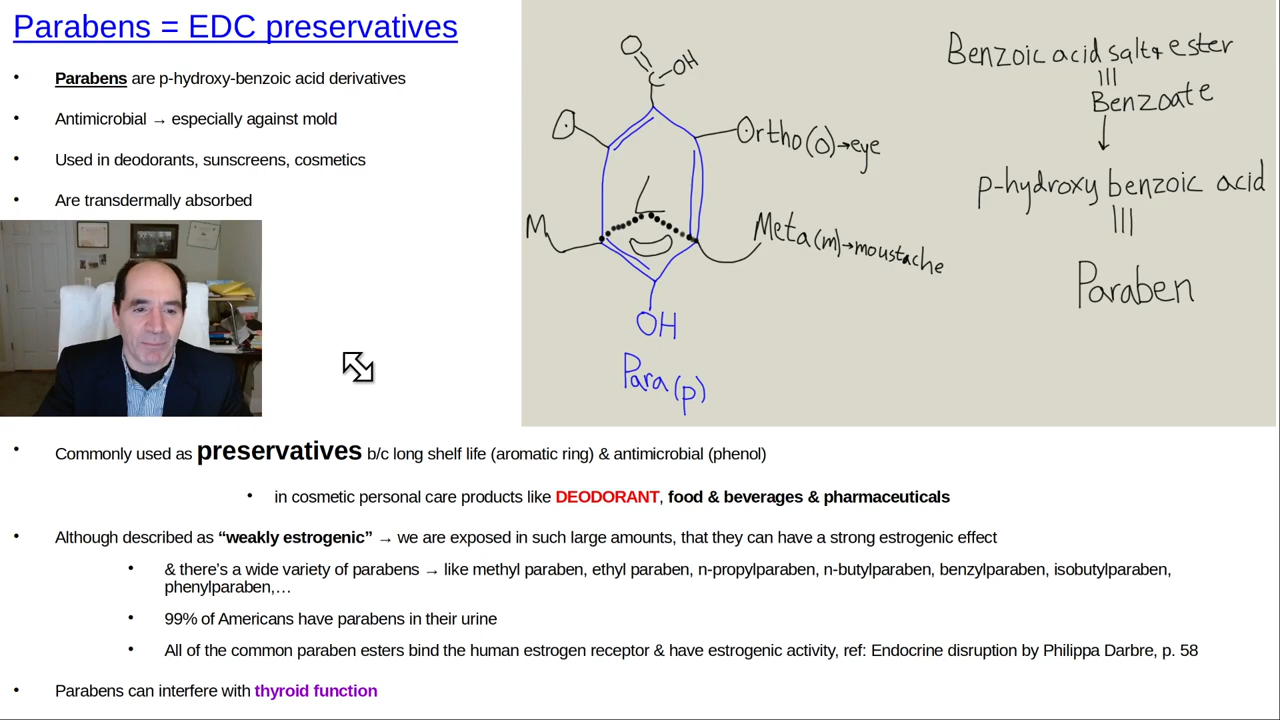 Parabens = EDC preservatives
• Parabens are p-hydroxy-benzoic acid derivatives
• Antimicrobial → especially against mold
• Used in deodorants, sunscreens, cosmetics
• Are transdermally absorbed
O
C
OH
O
Ortho(o)→eye
M
Meta(m)→moustache
OH
Para(p)
Benzoic acid salt+ester
|||
Benzoate
↓
p-hydroxy benzoic acid
|||
Paraben
• Commonly used as preservatives b/c long shelf life (aromatic ring) & antimicrobial (phenol)
• in cosmetic personal care products like DEODORANT, food & beverages & pharmaceuticals
• Although described as “weakly estrogenic” → we are exposed in such large amounts, that they can have a strong estrogenic effect
• & there’s a wide variety of parabens → like methyl paraben, ethyl paraben, n-propylparaben, n-butylparaben, benzylparaben, isobutylparaben,
phenylparaben,…
• 99% of Americans have parabens in their urine
• All of the common paraben esters bind the human estrogen receptor & have estrogenic activity, ref: Endocrine disruption by Philippa Darbre, p. 58
• Parabens can interfere with thyroid function